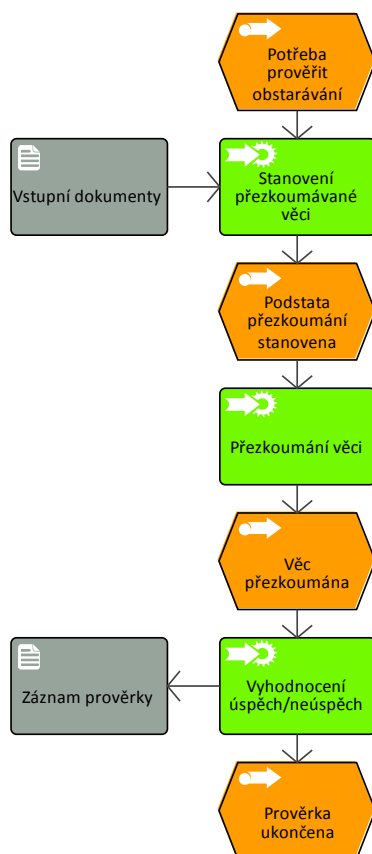 Potřeba
prověřit
obstarávání
Vstupní dokumenty
Stanovení
přezkoumávané
věci
Podstata
přezkoumání
stanovena
Přezkoumání věci
Věc
přezkoumána
Záznam prověrky
Vyhodnocení
úspěch/neúspěch
Prověrka
ukončena